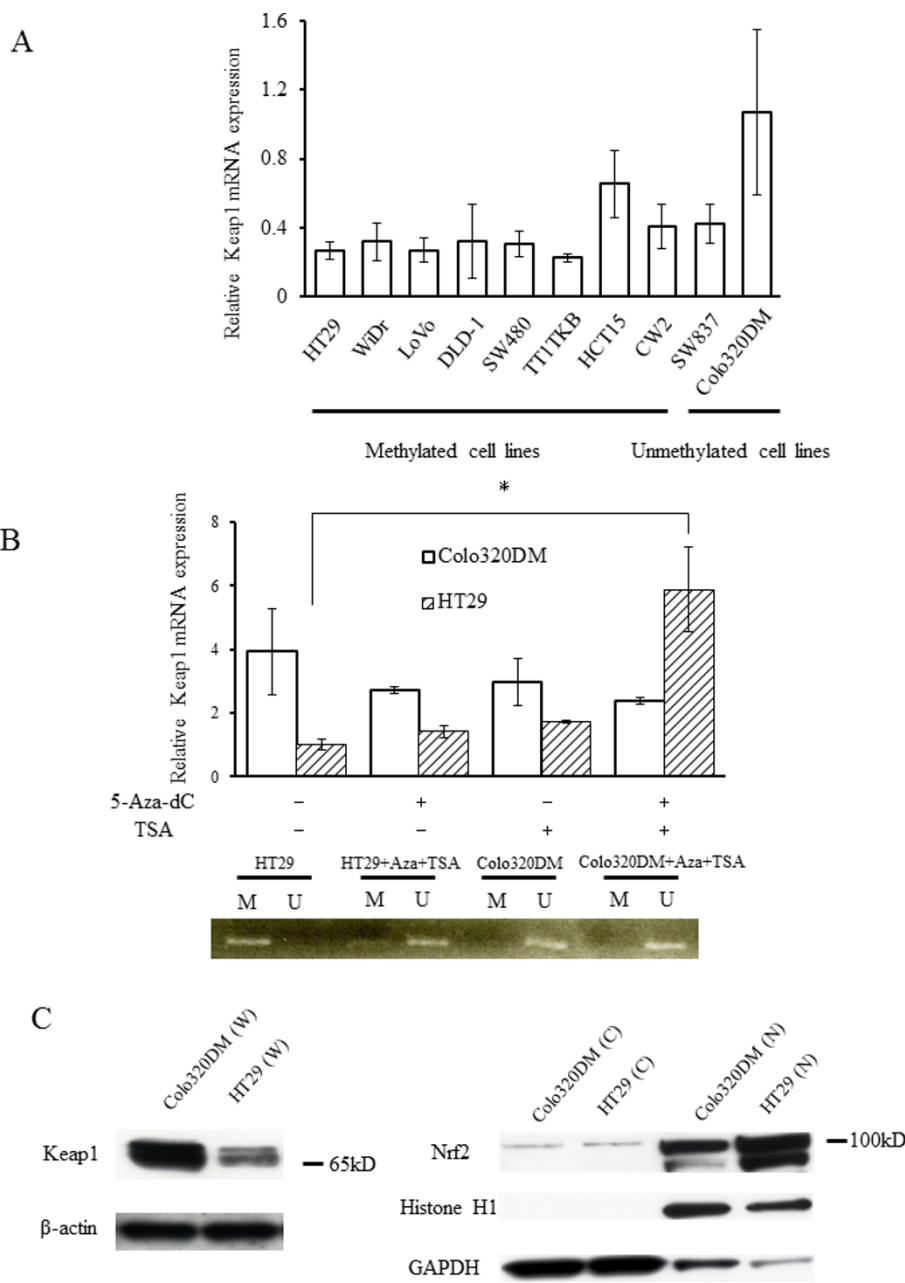 A
Relative Keap1 mRNA expression
1.6
1.2
0.8
0.4
0
HT29
WiDr
LoVo
DLD-1
SW480
TT1TKB
HCT15
CW2
SW837
Colo320DM
Methylated cell lines
Unmethylated cell lines
B
Relative Keap1 mRNA expression
*
8
6
4
2
0
Colo320DM
HT29
5-Aza-dC − + − +
TSA − − + +
HT29 HT29+Aza+TSA Colo320DM Colo320DM+Aza+TSA
M U M U M U M U
C
Colo320DM (W)
HT29 (W)
Keap1
65kD
β-actin
Colo320DM (C)
HT29 (C)
Colo320DM (N)
HT29 (N)
Nrf2
100kD
Histone H1
GAPDH